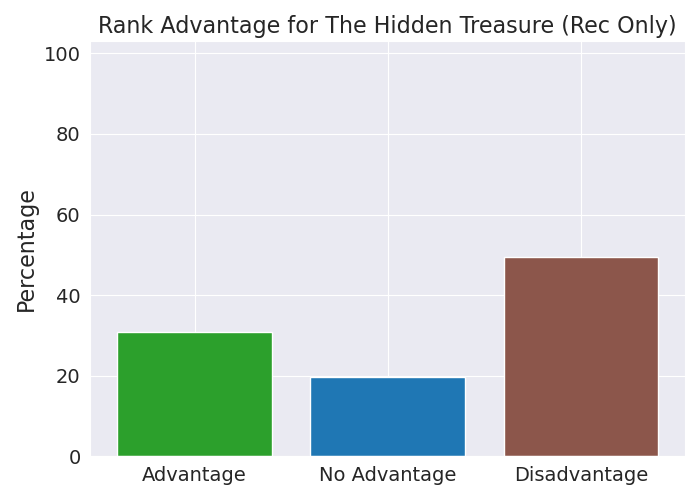 Rank Advantage for The Hidden Treasure (Rec Only)
100
80
60
40
20
0
Percentage
Advantage
No Advantage
Disadvantage